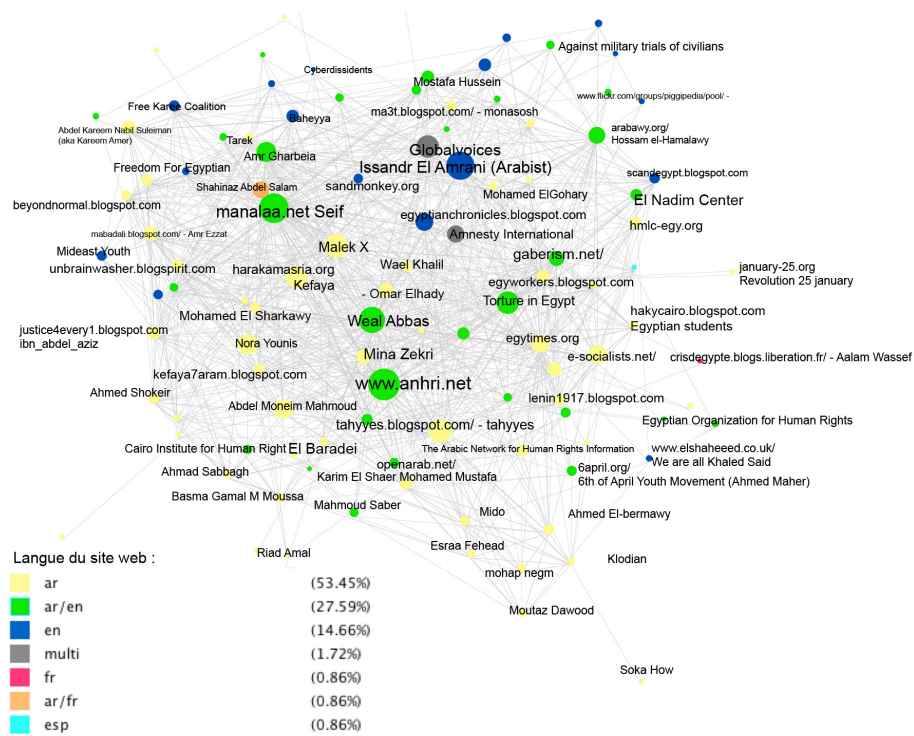 Against military trials of civilians
Cyberdissidents
Mostafa Hussein
www.flickr.com/groups/piggipedia/pool/ -
Free Karee Coalition
Baheyya
ma3t.blogspot.com/ - monasosh
Abdel Kareem Nabil Suleiman
(aka Kareem Amer)
Tarek
arabawy.org/
Hossam el-Hamalawy
Amr Gharbeia
Globalvoices
Freedom For Egyptian
Issandr El Amrani (Arabist)
scandegypt.blogspot.com
Shahinaz Abdel Salam
sandmonkey.org
Mohamed ElGohary
El Nadim Center
beyondnormal.blogspot.com
manalaa.net Seif
egyptianchronicles.blogspot.com
hmlc-egy.org
mabadali.blogspot.com/ - Amr Ezzat
Amnesty International
Mideast Youth
Malek X
gaberism.net/
unbrainwasher.blogspirit.com
harakamasria.org
Kefaya
Wael Khalil
january-25.org
Revolution 25 january
egyworkers.blogspot.com
- Omar Elhady
Torture in Egypt
Mohamed El Sharkawy
hakycairo.blogspot.com
Egyptian students
Weal Abbas
justice4every1.blogspot.com
ibn_abdel_aziz
Nora Younis
egytimes.org
Mina Zekri
e-socialists.net/
crisdegypte.blogs.liberation.fr/ - Aalam Wassef
kefaya7aram.blogspot.com
www.anhri.net
Ahmed Shokeir
lenin1917.blogspot.com
Abdel Moneim Mahmoud
tahyyes.blogspot.com/ - tahyyes
Egyptian Organization for Human Rights
Cairo Institute for Human Right
El Baradei
The Arabic Network for Human Rights Information
www.elshaheeed.co.uk/
We are all Khaled Said
Ahmad Sabbagh
openarab.net/
Karim El Shaer Mohamed Mustafa
6april.org/
6th of April Youth Movement (Ahmed Maher)
Basma Gamal M Moussa
Mahmoud Saber
Mido
Ahmed El-bermawy
Riad Amal
Esraa Fehead
Klodian
mohap negm
Moutaz Dawood
Soka How
Langue du site web :
ar (53.45%)
ar/en (27.59%)
en (14.66%)
multi (1.72%)
fr (0.86%)
ar/fr (0.86%)
esp (0.86%)